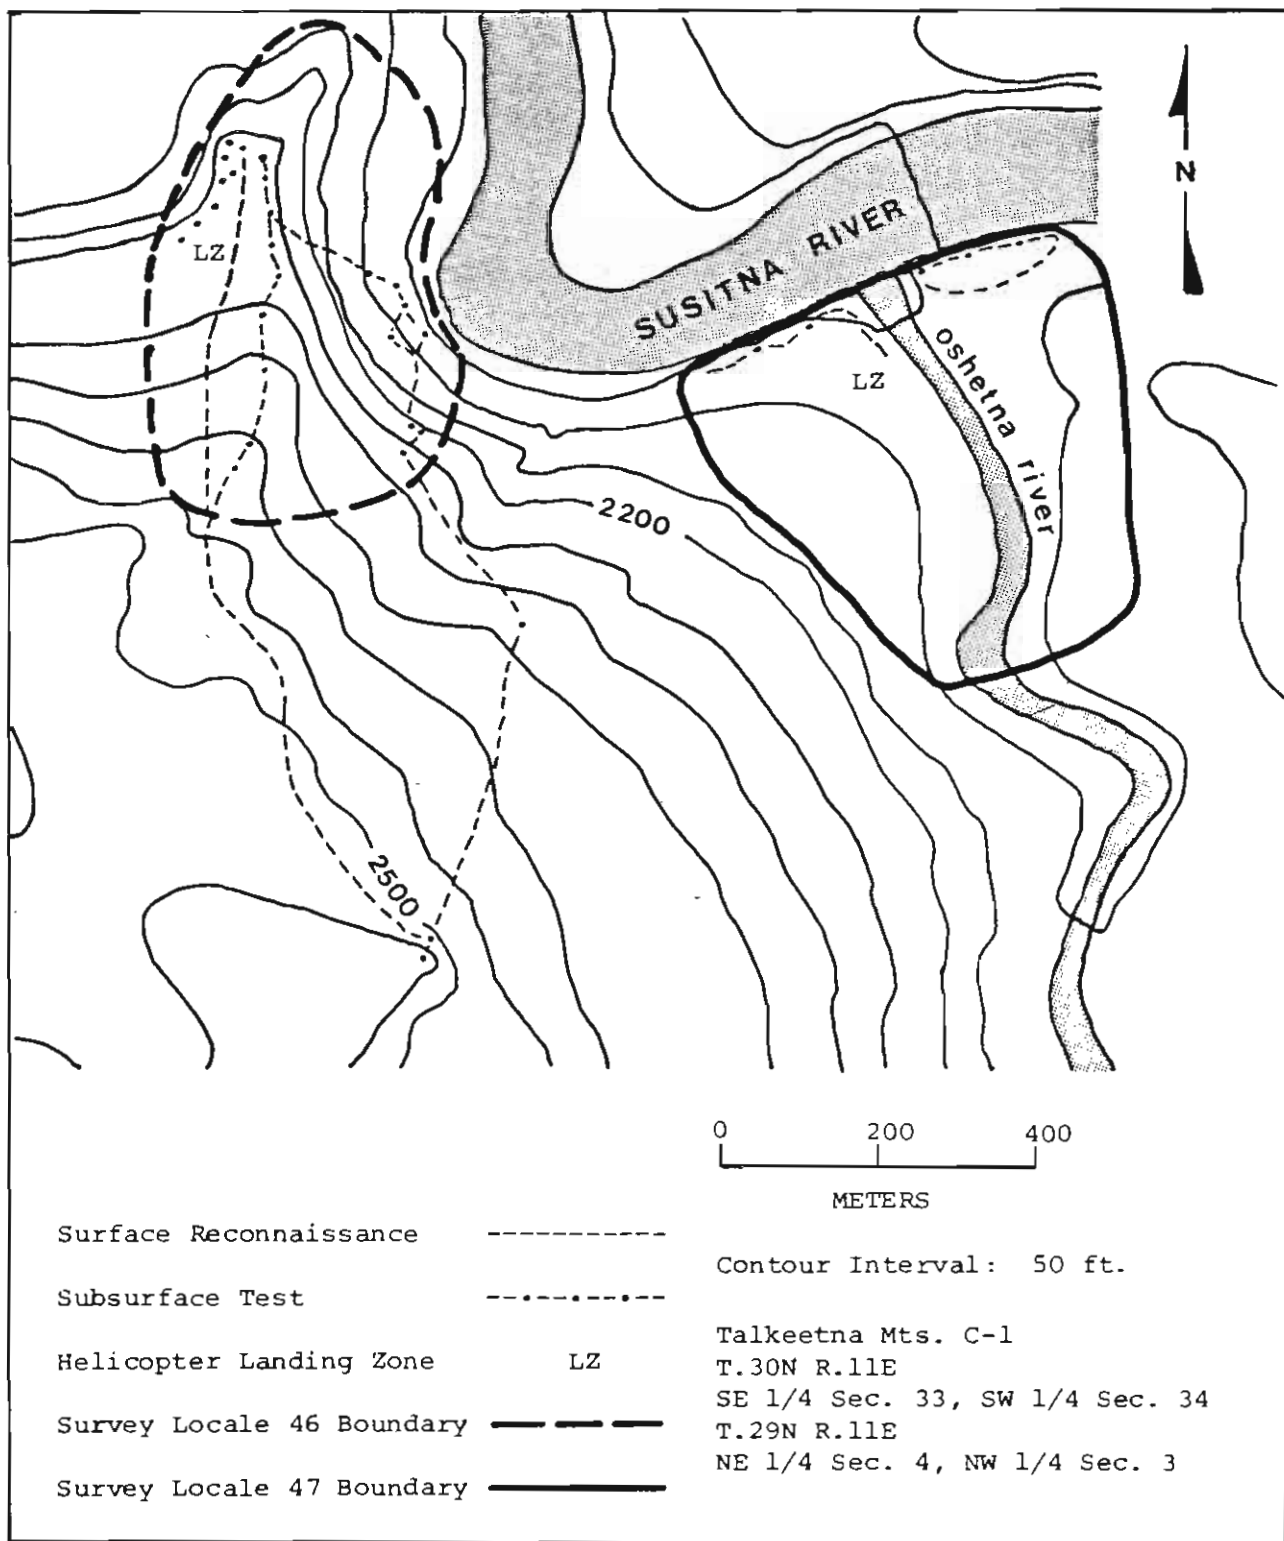 N
LZ
SUSITNA RIVER
oshetna river
LZ
2200
2500
0 200 400
METERS
Surface Reconnaissance
Subsurface Test
Helicopter Landing Zone LZ
Survey Locale 46 Boundary
Survey Locale 47 Boundary
Contour Interval: 50 ft.
Talkeetna Mts. C-1
T.30N R.11E
SE 1/4 Sec. 33, SW 1/4 Sec. 34
T.29N R.11E
NE 1/4 Sec. 4, NW 1/4 Sec. 3